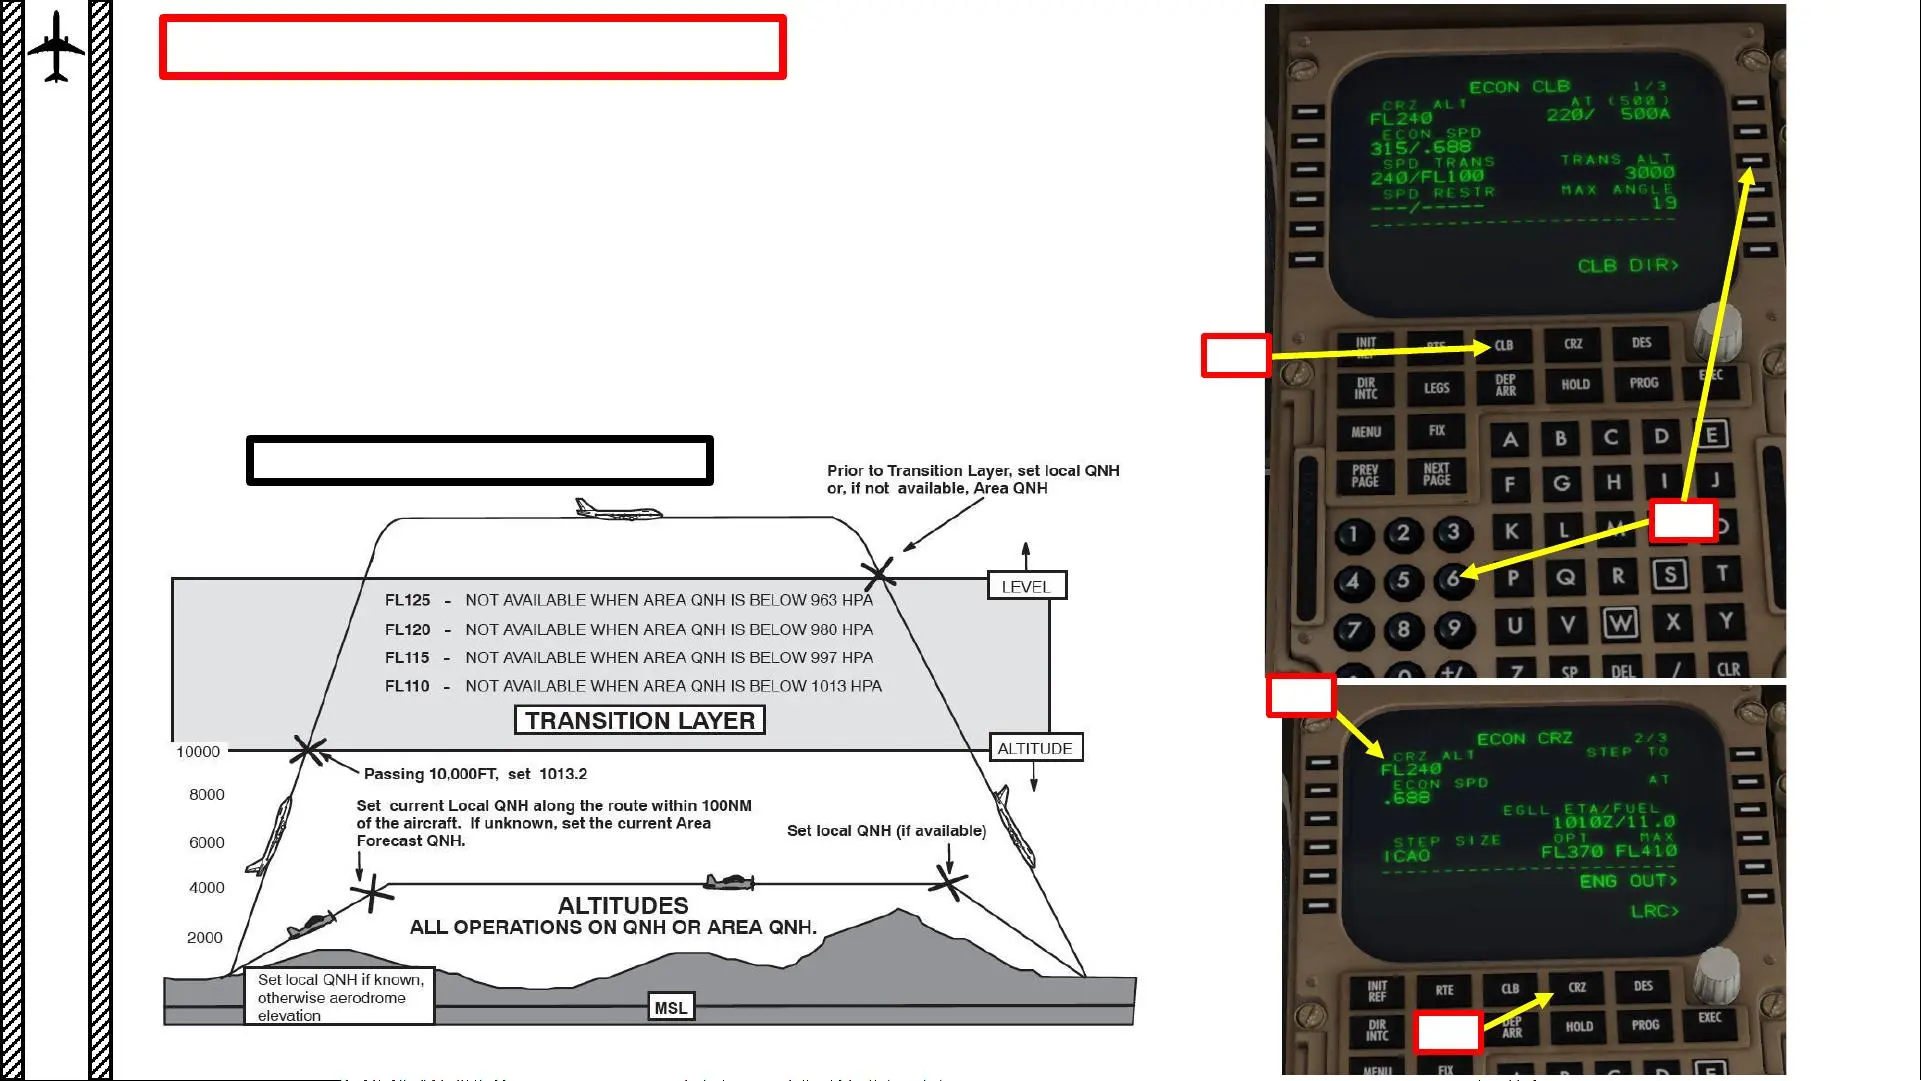 Prior to Transition Layer, set local QNH
or, if not available, Area QNH
LEVEL
FL125 - NOT AVAILABLE WHEN AREA QNH IS BELOW 963 HPA
FL120 - NOT AVAILABLE WHEN AREA QNH IS BELOW 980 HPA
FL115 - NOT AVAILABLE WHEN AREA QNH IS BELOW 997 HPA
FL110 - NOT AVAILABLE WHEN AREA QNH IS BELOW 1013 HPA
TRANSITION LAYER
10000
ALTITUDE
Passing 10,000FT, set 1013.2
8000
Set current Local QNH along the route within 100NM
of the aircraft. If unknown, set the current Area
Forecast QNH.
Set local QNH (if available)
6000
4000
ALTITUDES
ALL OPERATIONS ON QNH OR AREA QNH.
2000
Set local QNH if known,
otherwise aerodrome
elevation
MSL
ECON CLB 1/3
CRZ ALT AT (500)
FL240 220/ 500A
ECON SPD
315/.688
SPD TRANS TRANS ALT
240/FL100 3000
SPD RESTR MAX ANGLE
---/----- 19
CLB DIR>
INIT REF RTE CLB CRZ DES
DIR INTC LEGS DEP ARR HOLD PROG EXEC
MENU FIX A B C D E
PREV PAGE NEXT PAGE F G H I J
1 2 3 K L M O
4 5 6 P Q R S T
7 8 9 U V W X Y
0 +/- Z SP DEL / CLR
ECON CRZ 2/3
CRZ ALT STEP TO
FL240
ECON SPD AT
.688
EGLL ETA/FUEL
1010Z/11.0
STEP SIZE OPT MAX
ICAO FL370 FL410
ENG OUT>
LRC>
INIT REF RTE CLB CRZ DES
DIR INTC DEP ARR HOLD PROG EXEC
MENU FIX A B C D E